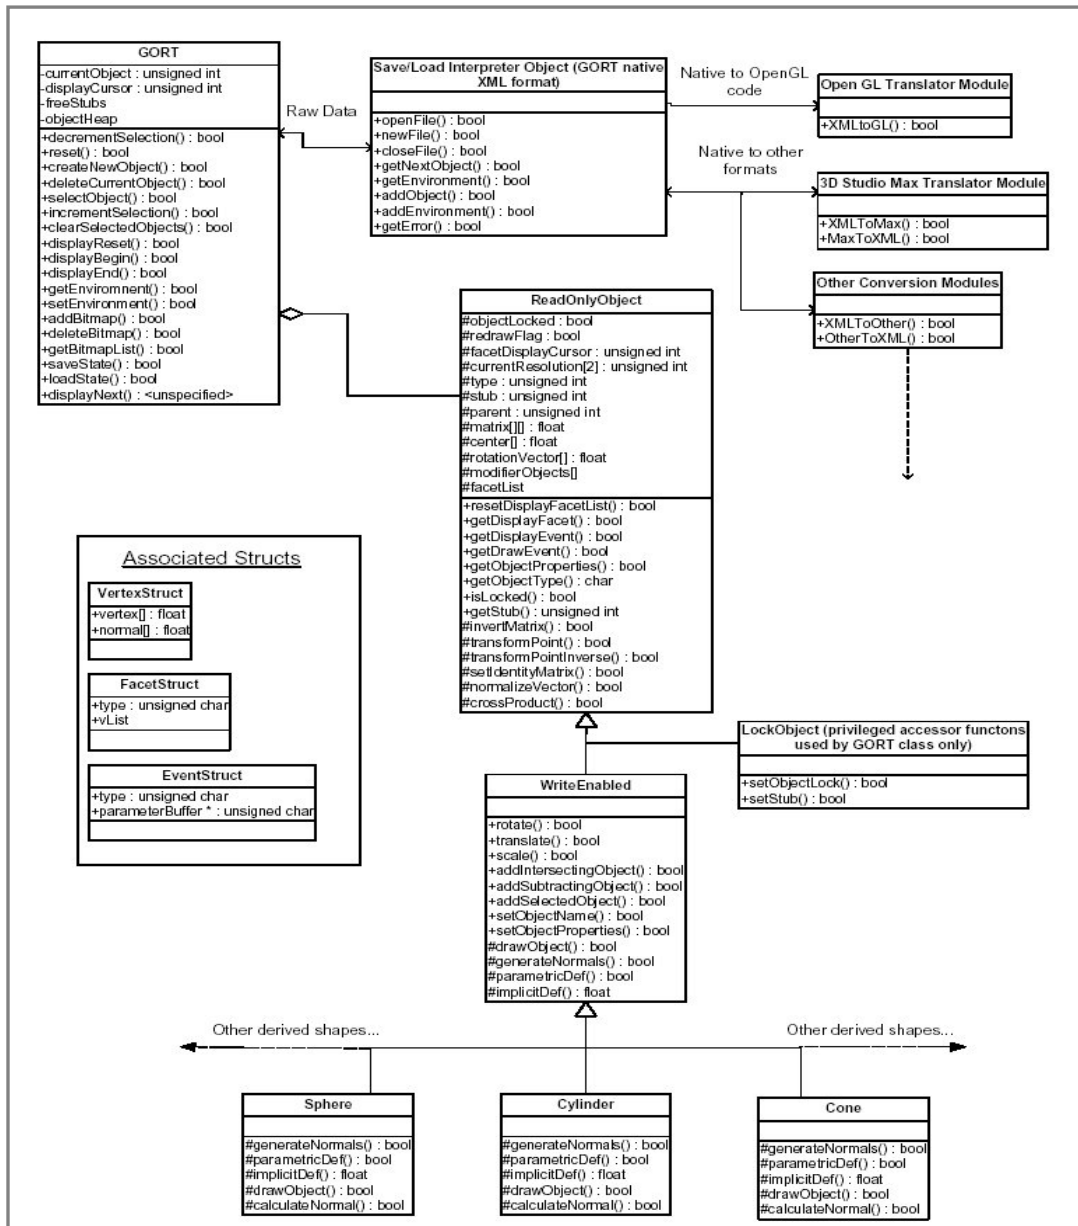 GORT
-currentObject : unsigned int
-displayCursor : unsigned int
-freeStubs
-objectHeap
+decrementSelection() : bool
+reset() : bool
+createNewObject() : bool
+deleteCurrentObject() : bool
+selectObject() : bool
+incrementSelection() : bool
+clearSelectedObjects() : bool
+displayReset() : bool
+displayBegin() : bool
+displayEnd() : bool
+getEnviromnent() : bool
+setEnvironment() : bool
+addBitmap() : bool
+deleteBitmap() : bool
+getBitmapList() : bool
+saveState() : bool
+loadState() : bool
+displayNext() : <unspecified>
Raw Data
Save/Load Interpreter Object (GORT native
XML format)
+openFile() : bool
+newFile() : bool
+closeFile() : bool
+getNextObject() : bool
+getEnvironment() : bool
+addObject() : bool
+addEnvironment() : bool
+getError() : bool
Native to OpenGL
code
Open GL Translator Module
+XMLtoGL() : bool
Native to other
formats
3D Studio Max Translator Module
+XMLToMax() : bool
+MaxToXML() : bool
Other Conversion Modules
+XMLToOther() : bool
+OtherToXML() : bool
ReadOnlyObject
#objectLocked : bool
#redrawFlag : bool
#facetDisplayCursor : unsigned int
#currentResolution[2] : unsigned int
#type : unsigned int
#stub : unsigned int
#parent : unsigned int
#matrix[][] : float
#center[] : float
#rotationVector[] : float
#modifierObjects[]
#facetList
+resetDisplayFacetList() : bool
+getDisplayFacet() : bool
+getDisplayEvent() : bool
+getDrawEvent() : bool
+getObjectProperties() : bool
+getObjectType() : char
+isLocked() : bool
+getStub() : unsigned int
#invertMatrix() : bool
#transformPoint() : bool
#transformPointInverse() : bool
#setIdentityMatrix() : bool
#normalizeVector() : bool
#crossProduct() : bool
Associated Structs
VertexStruct
+vertex[] : float
+normal[] : float
FacetStruct
+type : unsigned char
+vList
EventStruct
+type : unsigned char
+parameterBuffer * : unsigned char
LockObject (privileged accessor functons
used by GORT class only)
+setObjectLock() : bool
+setStub() : bool
WriteEnabled
+rotate() : bool
+translate() : bool
+scale() : bool
+addIntersectingObject() : bool
+addSubtractingObject() : bool
+addSelectedObject() : bool
+setObjectName() : bool
+setObjectProperties() : bool
#drawObject() : bool
#generateNormals() : bool
#parametricDef() : bool
#implicitDef() : float
Other derived shapes...
Other derived shapes...
Sphere
#generateNormals() : bool
#parametricDef() : bool
#implicitDef() : float
#drawObject() : bool
#calculateNormal() : bool
Cylinder
#generateNormals() : bool
#parametricDef() : bool
#implicitDef() : float
#drawObject() : bool
#calculateNormal() : bool
Cone
#generateNormals() : bool
#parametricDef() : bool
#implicitDef() : float
#drawObject() : bool
#calculateNormal() : bool